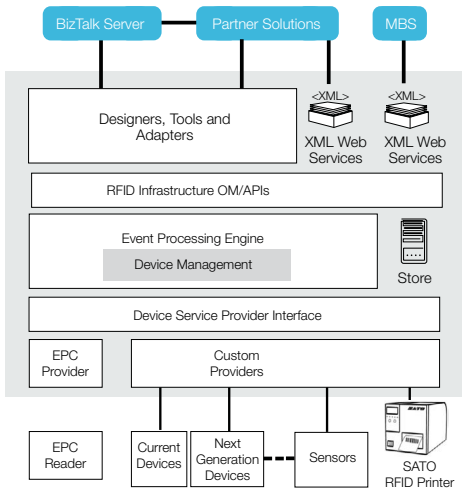 BizTalk Server
Partner Solutions
MBS
Designers, Tools and
Adapters
<XML>
XML Web
Services
<XML>
XML Web
Services
RFID Infrastructure OM/APIs
Event Processing Engine
Device Management
Store
Device Service Provider Interface
EPC
Provider
Custom
Providers
SATO
EPC
Reader
Current
Devices
Next
Generation
Devices
Sensors
SATO
RFID Printer